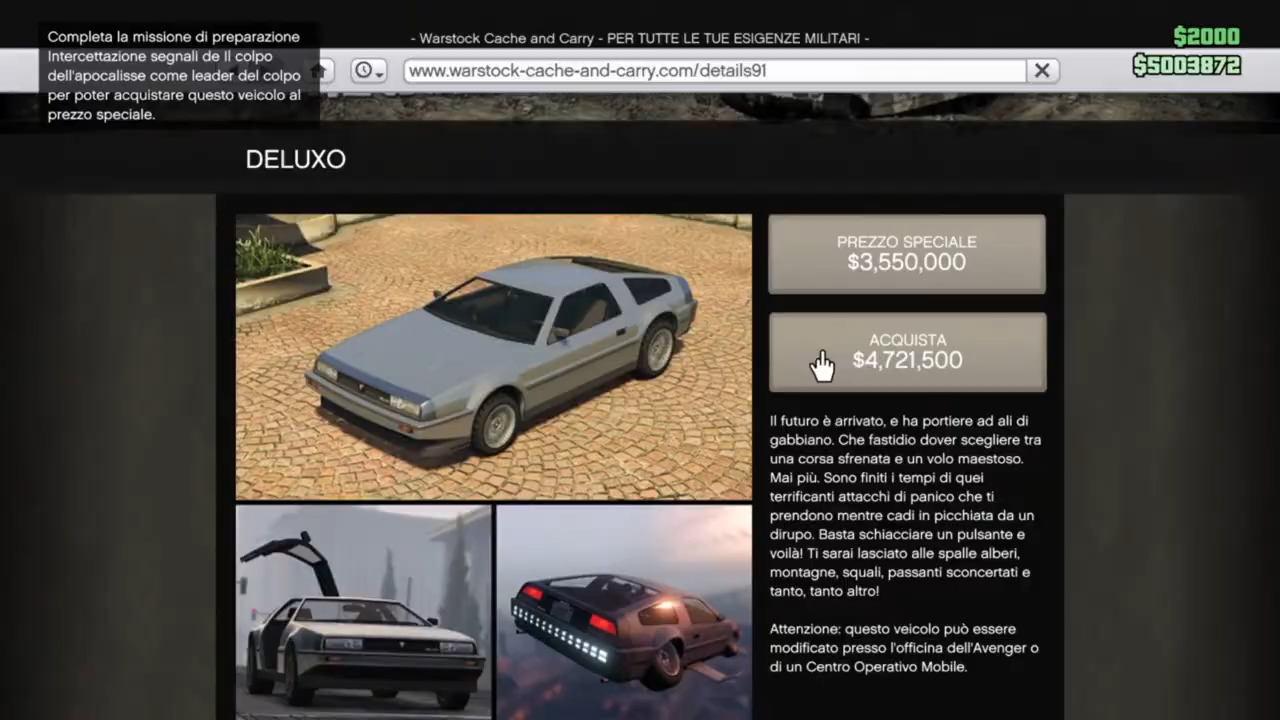 Completa la missione di preparazione
Intercettazione segnali de Il colpo
dell'apocalisse come leader del colpo
per poter acquistare questo veicolo al
prezzo speciale.
- Warstock Cache and Carry - PER TUTTE LE TUE ESIGENZE MILITARI -
$2000
$5003872
www.warstock-cache-and-carry.com/details91
DELUXO
PREZZO SPECIALE
$3,550,000
ACQUISTA
$4,721,500
Il futuro è arrivato, e ha portiere ad ali di
gabbiano. Che fastidio dover scegliere tra
una corsa sfrenata e un volo maestoso.
Mai più. Sono finiti i tempi di quei
terrificanti attacchi di panico che ti
prendono mentre cadi in picchiata da un
dirupo. Basta schiacciare un pulsante e
voilà! Ti sarai lasciato alle spalle alberi,
montagne, squali, passanti sconcertati e
tanto, tanto altro!
Attenzione: questo veicolo può essere
modificato presso l'officina dell'Avenger o
di un Centro Operativo Mobile.